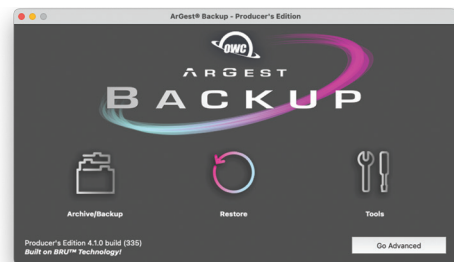 ArGest® Backup - Producer's Edition
OWC
ARGEST
BACKUP
Archive/Backup Restore Tools
Producer's Edition 4.1.0 build (335)
Built on BRU™ Technology!
Go Advanced